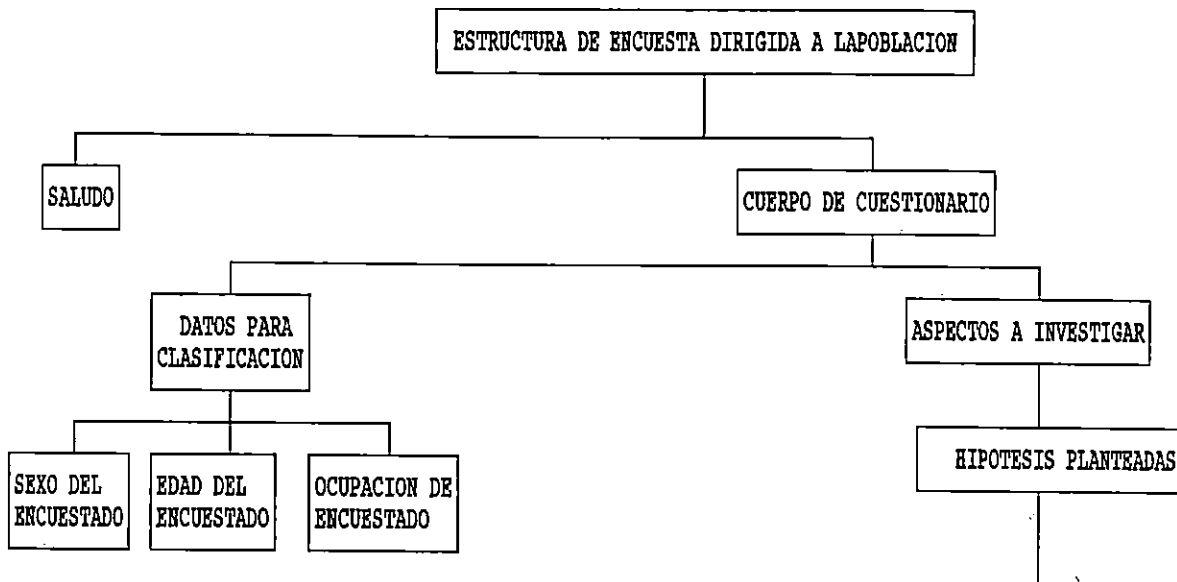 ESTRUCTURA DE ENCUESTA DIRIGIDA A LAPOBLACION
SALUDO
CUERPO DE CUESTIONARIO
DATOS PARA
CLASIFICACION
ASPECTOS A INVESTIGAR
HIPOTESIS PLANTEADAS
SEXO DEL
ENCUESTADO
EDAD DEL
ENCUESTADO
OCUPACION DE
ENCUESTADO